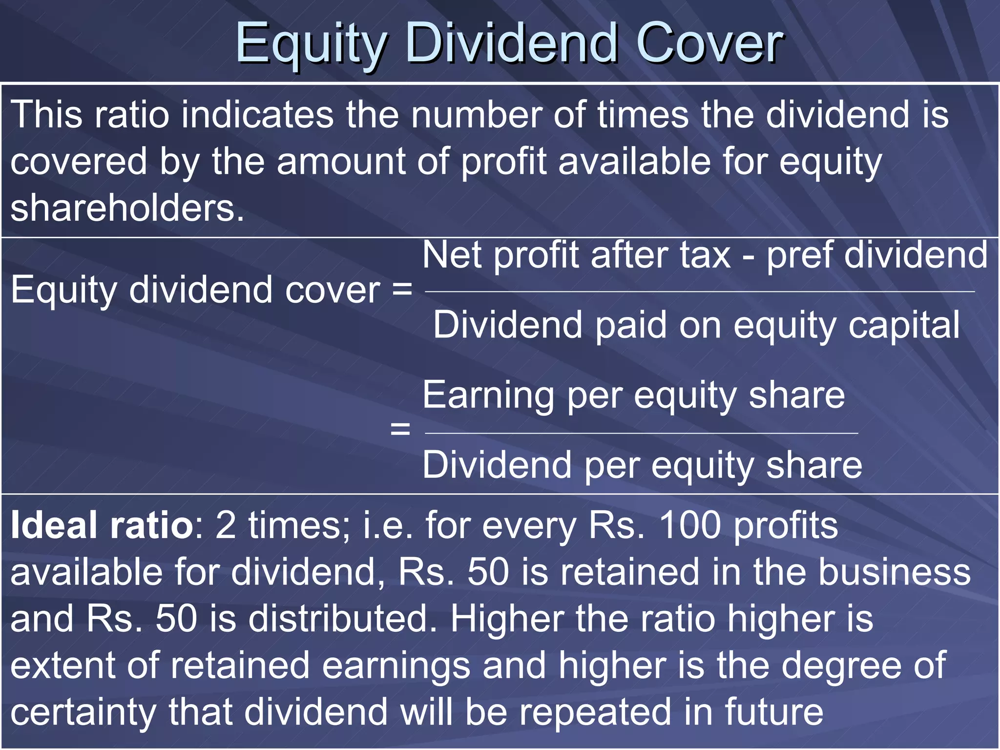 Equity Dividend Cover
This ratio indicates the number of times the dividend is
covered by the amount of profit available for equity
shareholders.
Net profit after tax - pref dividend
Equity dividend cover =
Dividend paid on equity capital
Earning per equity share
=
Dividend per equity share
Ideal ratio: 2 times; i.e. for every Rs. 100 profits
available for dividend, Rs. 50 is retained in the business
and Rs. 50 is distributed. Higher the ratio higher is
extent of retained earnings and higher is the degree of
certainty that dividend will be repeated in future